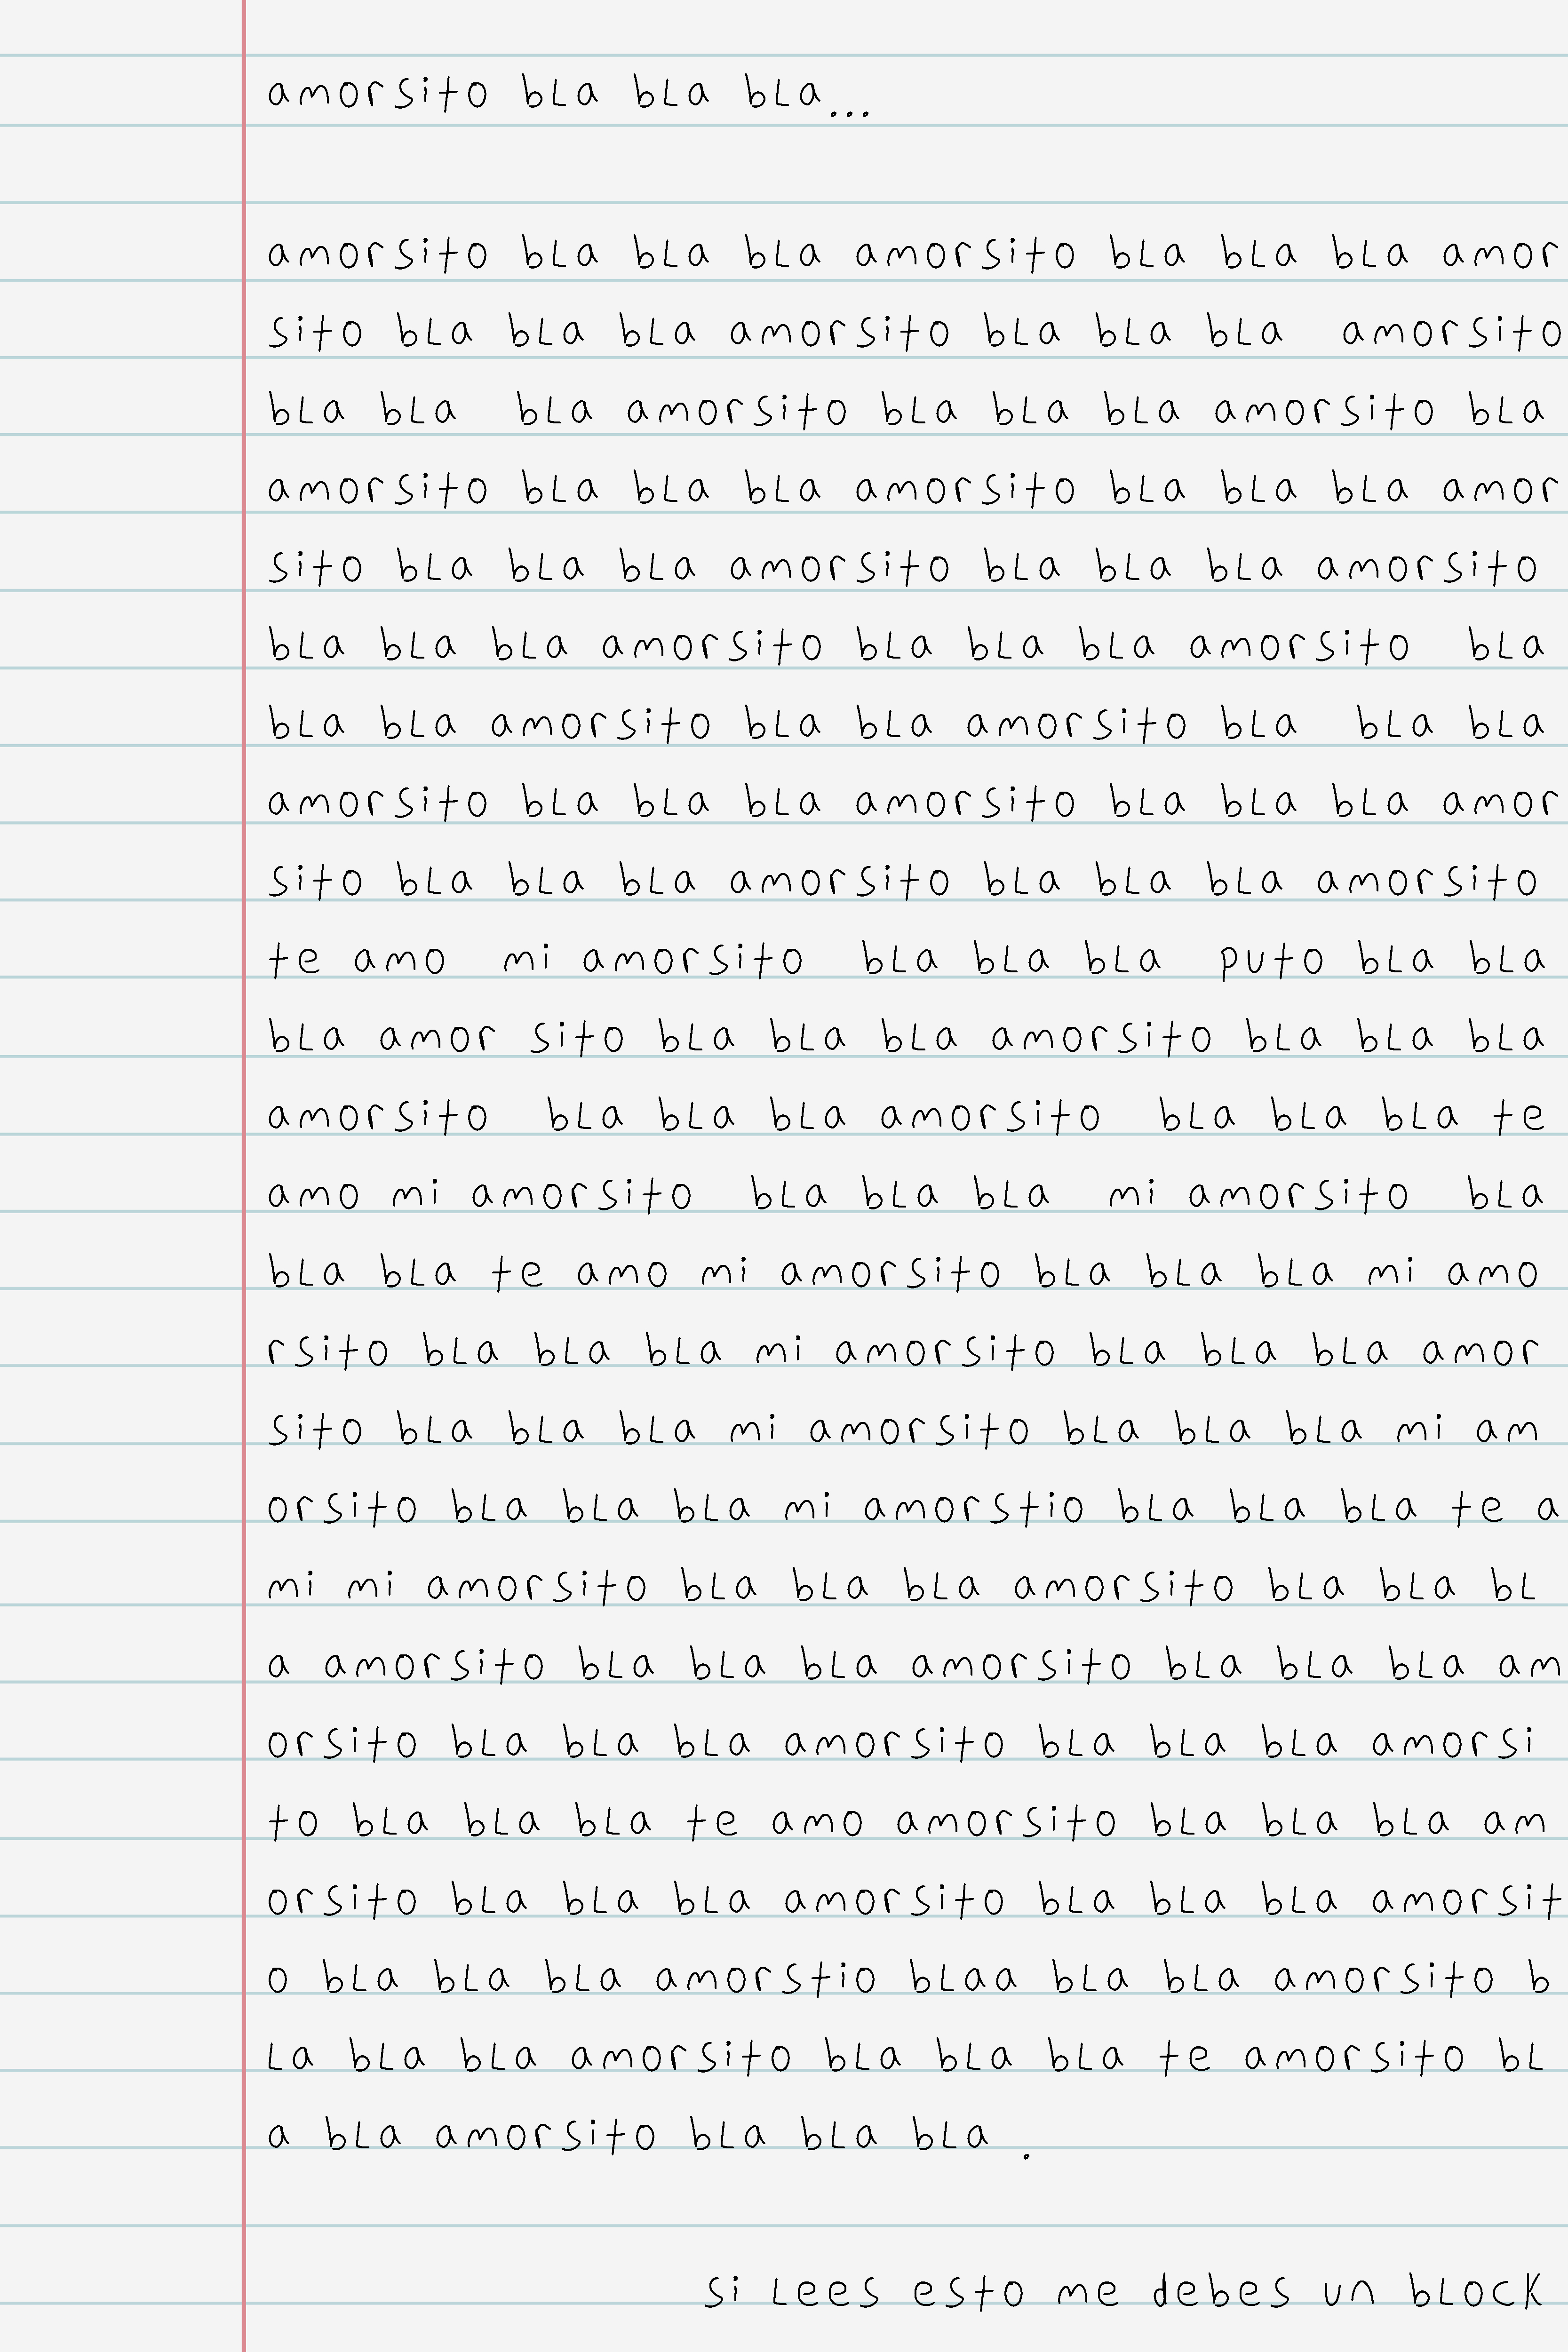 amorsito bla bla bla...
amorsito bla bla bla amorsito bla bla bla amor
sito bla bla bla amorsito bla bla bla amorsito
bla bla bla amorsito bla bla bla amorsito bla
amorsito bla bla bla amorsito bla bla bla amor
sito bla bla bla amorsito bla bla bla amorsito
bla bla bla amorsito bla bla bla amorsito bla
bla bla amorsito bla bla amorsito bla bla bla
amorsito bla bla bla amorsito bla bla bla amor
sito bla bla bla amorsito bla bla bla amorsito
te amo mi amorsito bla bla bla puto bla bla
bla amor sito bla bla bla amorsito bla bla bla
amorsito bla bla bla amorsito bla bla bla te
amo mi amorsito bla bla bla mi amorsito bla
bla bla te amo mi amorsito bla bla bla mi amo
rsito bla bla bla mi amorsito bla bla bla amor
sito bla bla bla mi amorsito bla bla bla mi am
orsito bla bla bla mi amorstio bla bla bla te a
mi mi amorsito bla bla bla amorsito bla bla bl
a amorsito bla bla bla amorsito bla bla bla am
orsito bla bla bla amorsito bla bla bla amorsi
to bla bla bla te amo amorsito bla bla bla am
orsito bla bla bla amorsito bla bla bla amorsit
o bla bla bla amorstio blaa bla bla amorsito b
la bla bla amorsito bla bla bla te amorsito bl
a bla amorsito bla bla bla .
si lees esto me debes un block